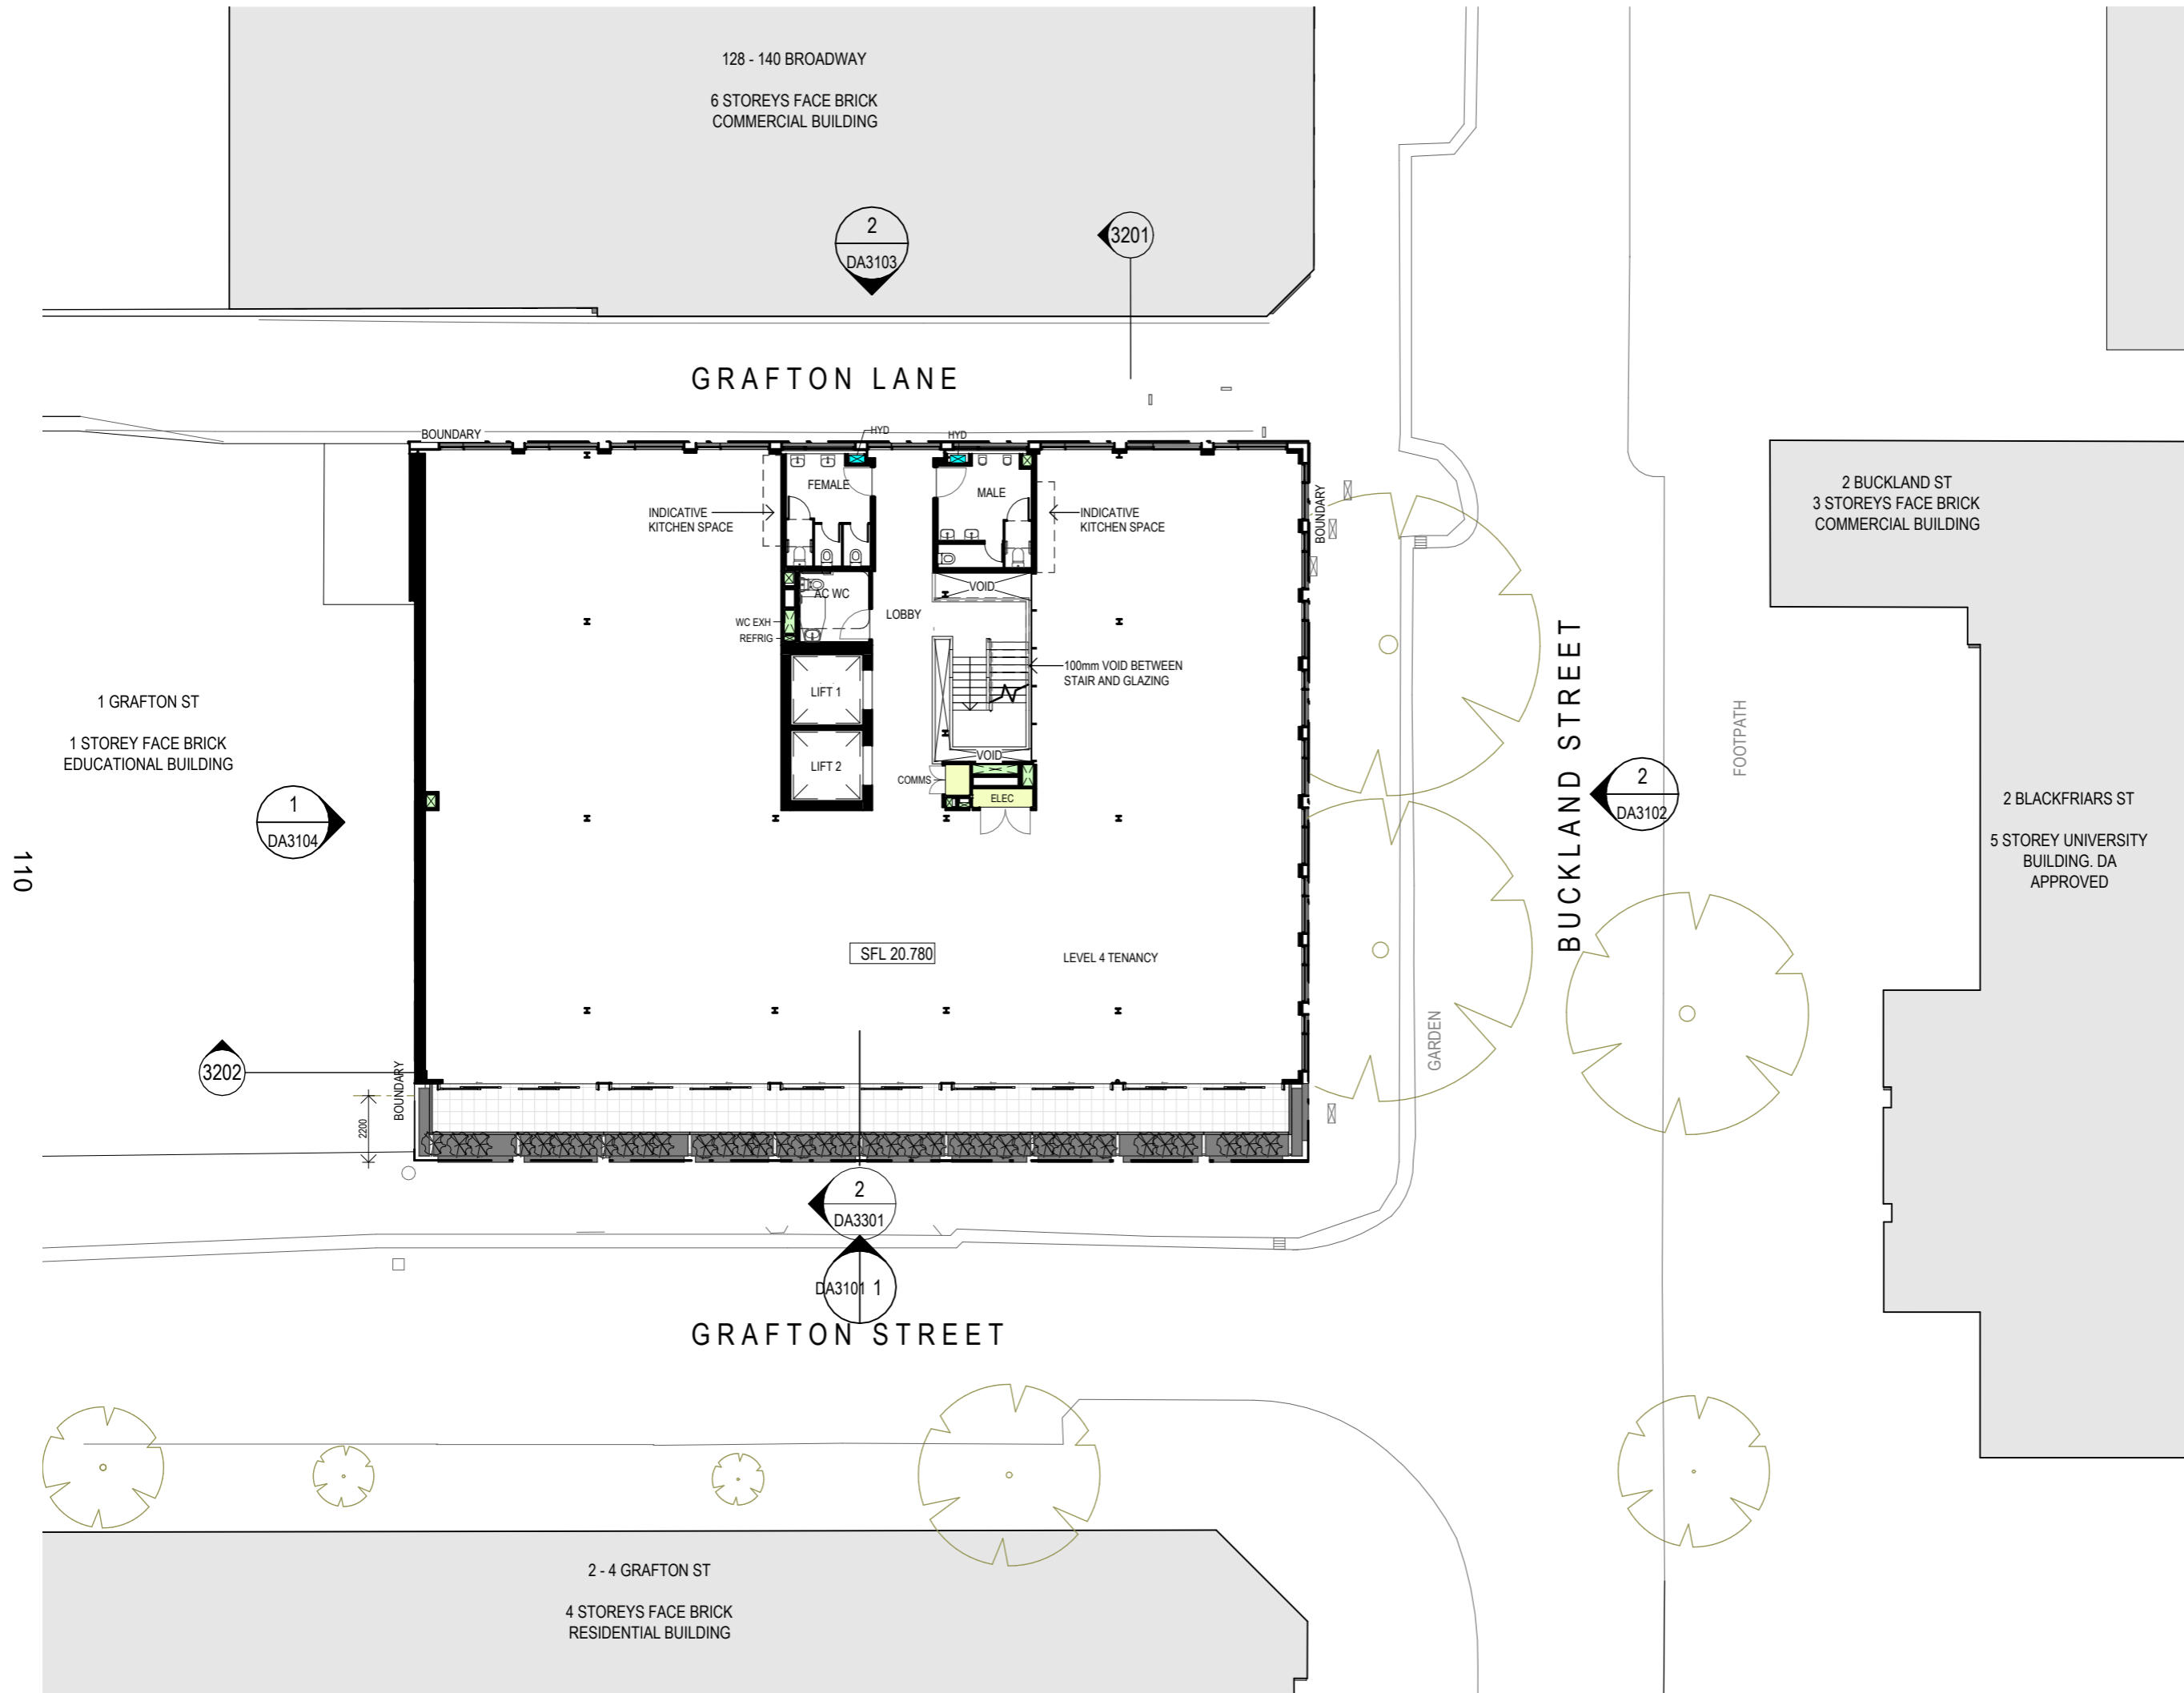 128 - 140 BROADWAY
6 STOREYS FACE BRICK
COMMERCIAL BUILDING
2
DA3103
3201
GRAFTON LANE
BOUNDARY
HYD
HYD
FEMALE
MALE
INDICATIVE
KITCHEN SPACE
INDICATIVE
KITCHEN SPACE
BOUNDARY
2 BUCKLAND ST
3 STOREYS FACE BRICK
COMMERCIAL BUILDING
VOID
AC WC
LOBBY
WC EXH
REFRIG
100mm VOID BETWEEN
STAIR AND GLAZING
LIFT 1
LIFT 2
VOID
COMMS
ELEC
1 GRAFTON ST
1 STOREY FACE BRICK
EDUCATIONAL BUILDING
1
DA3104
110
BUCKLAND STREET
FOOTPATH
2
DA3102
2 BLACKFRIARS ST
5 STOREY UNIVERSITY
BUILDING. DA
APPROVED
SFL 20.780
LEVEL 4 TENANCY
GARDEN
3202
BOUNDARY
2200
2
DA3301
DA3101 1
GRAFTON STREET
2 - 4 GRAFTON ST
4 STOREYS FACE BRICK
RESIDENTIAL BUILDING